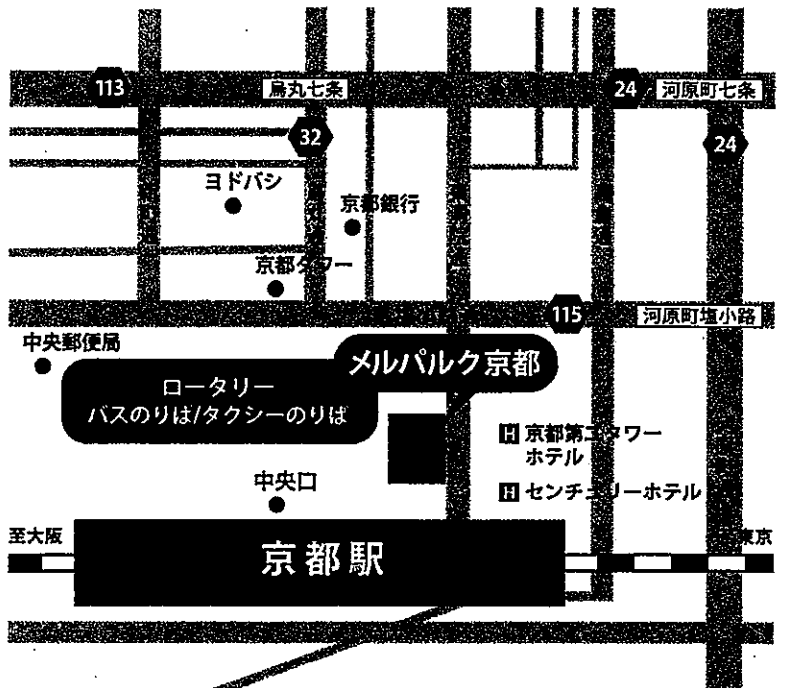 113
烏丸七条
24
河原町七条
32
24
ヨドバシ
京都銀行
京都タワー
115
河原町塩小路
中央郵便局
メルパルク京都
ロータリー
バスのりば/タクシーのりば
H 京都第二タワー
ホテル
中央口
H センチュリーホテル
至大阪
京都駅
東京